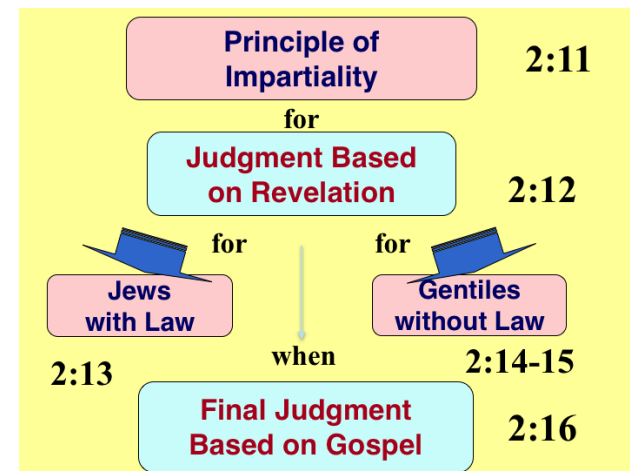 Principle of
Impartiality
2:11
for
Judgment Based
on Revelation
2:12
for
for
Jews
with Law
2:13
Gentiles
without Law
2:14-15
when
Final Judgment
Based on Gospel
2:16